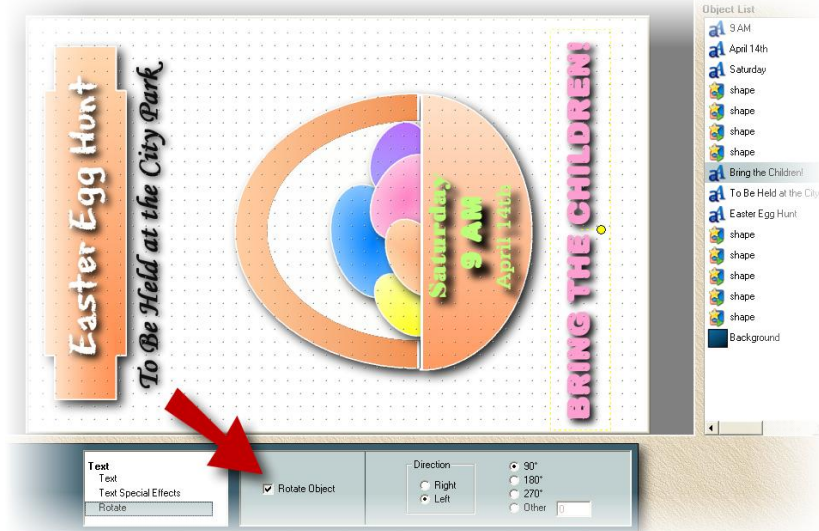 Easter Egg Hunt
To Be Held at the City Park
Saturday
9 AM
April 14th
BRING THE CHILDREN!
Object List
9 AM
April 14th
Saturday
shape
shape
shape
shape
Bring the Children!
To Be Held at the City
Easter Egg Hunt
shape
shape
shape
shape
shape
Background
Text
Text
Text Special Effects
Rotate
Rotate Object
Direction
Right
Left
90°
180°
270°
Other
0